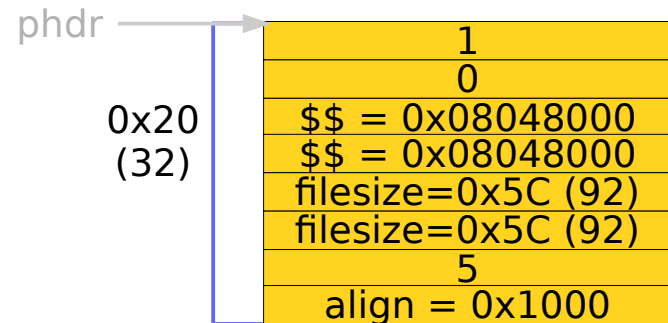 phdr
0x20
(32)
1
0
$$ = 0x08048000
$$ = 0x08048000
filesize=0x5C (92)
filesize=0x5C (92)
5
align = 0x1000